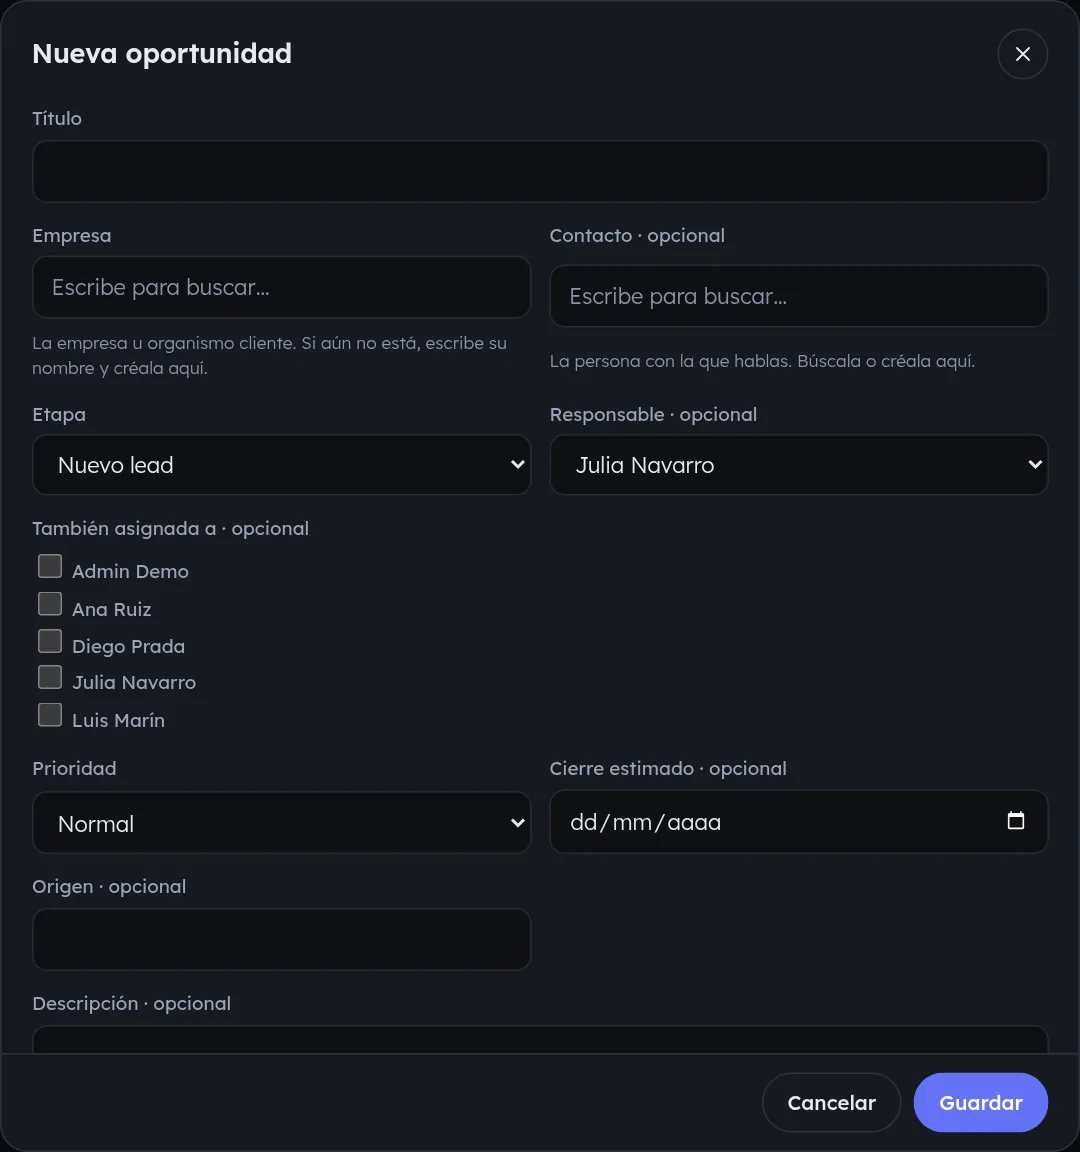 Nueva oportunidad
Título
Empresa
Contacto · opcional
Escribe para buscar...
Escribe para buscar...
La empresa u organismo cliente. Si aún no está, escribe su
nombre y créala aquí.
La persona con la que hablas. Búscala o créala aquí.
Etapa
Responsable · opcional
Nuevo lead
Julia Navarro
También asignada a · opcional
Admin Demo
Ana Ruiz
Diego Prada
Julia Navarro
Luis Marín
Prioridad
Cierre estimado · opcional
Normal
dd/mm/aaaa
Origen · opcional
Descripción · opcional
Cancelar
Guardar